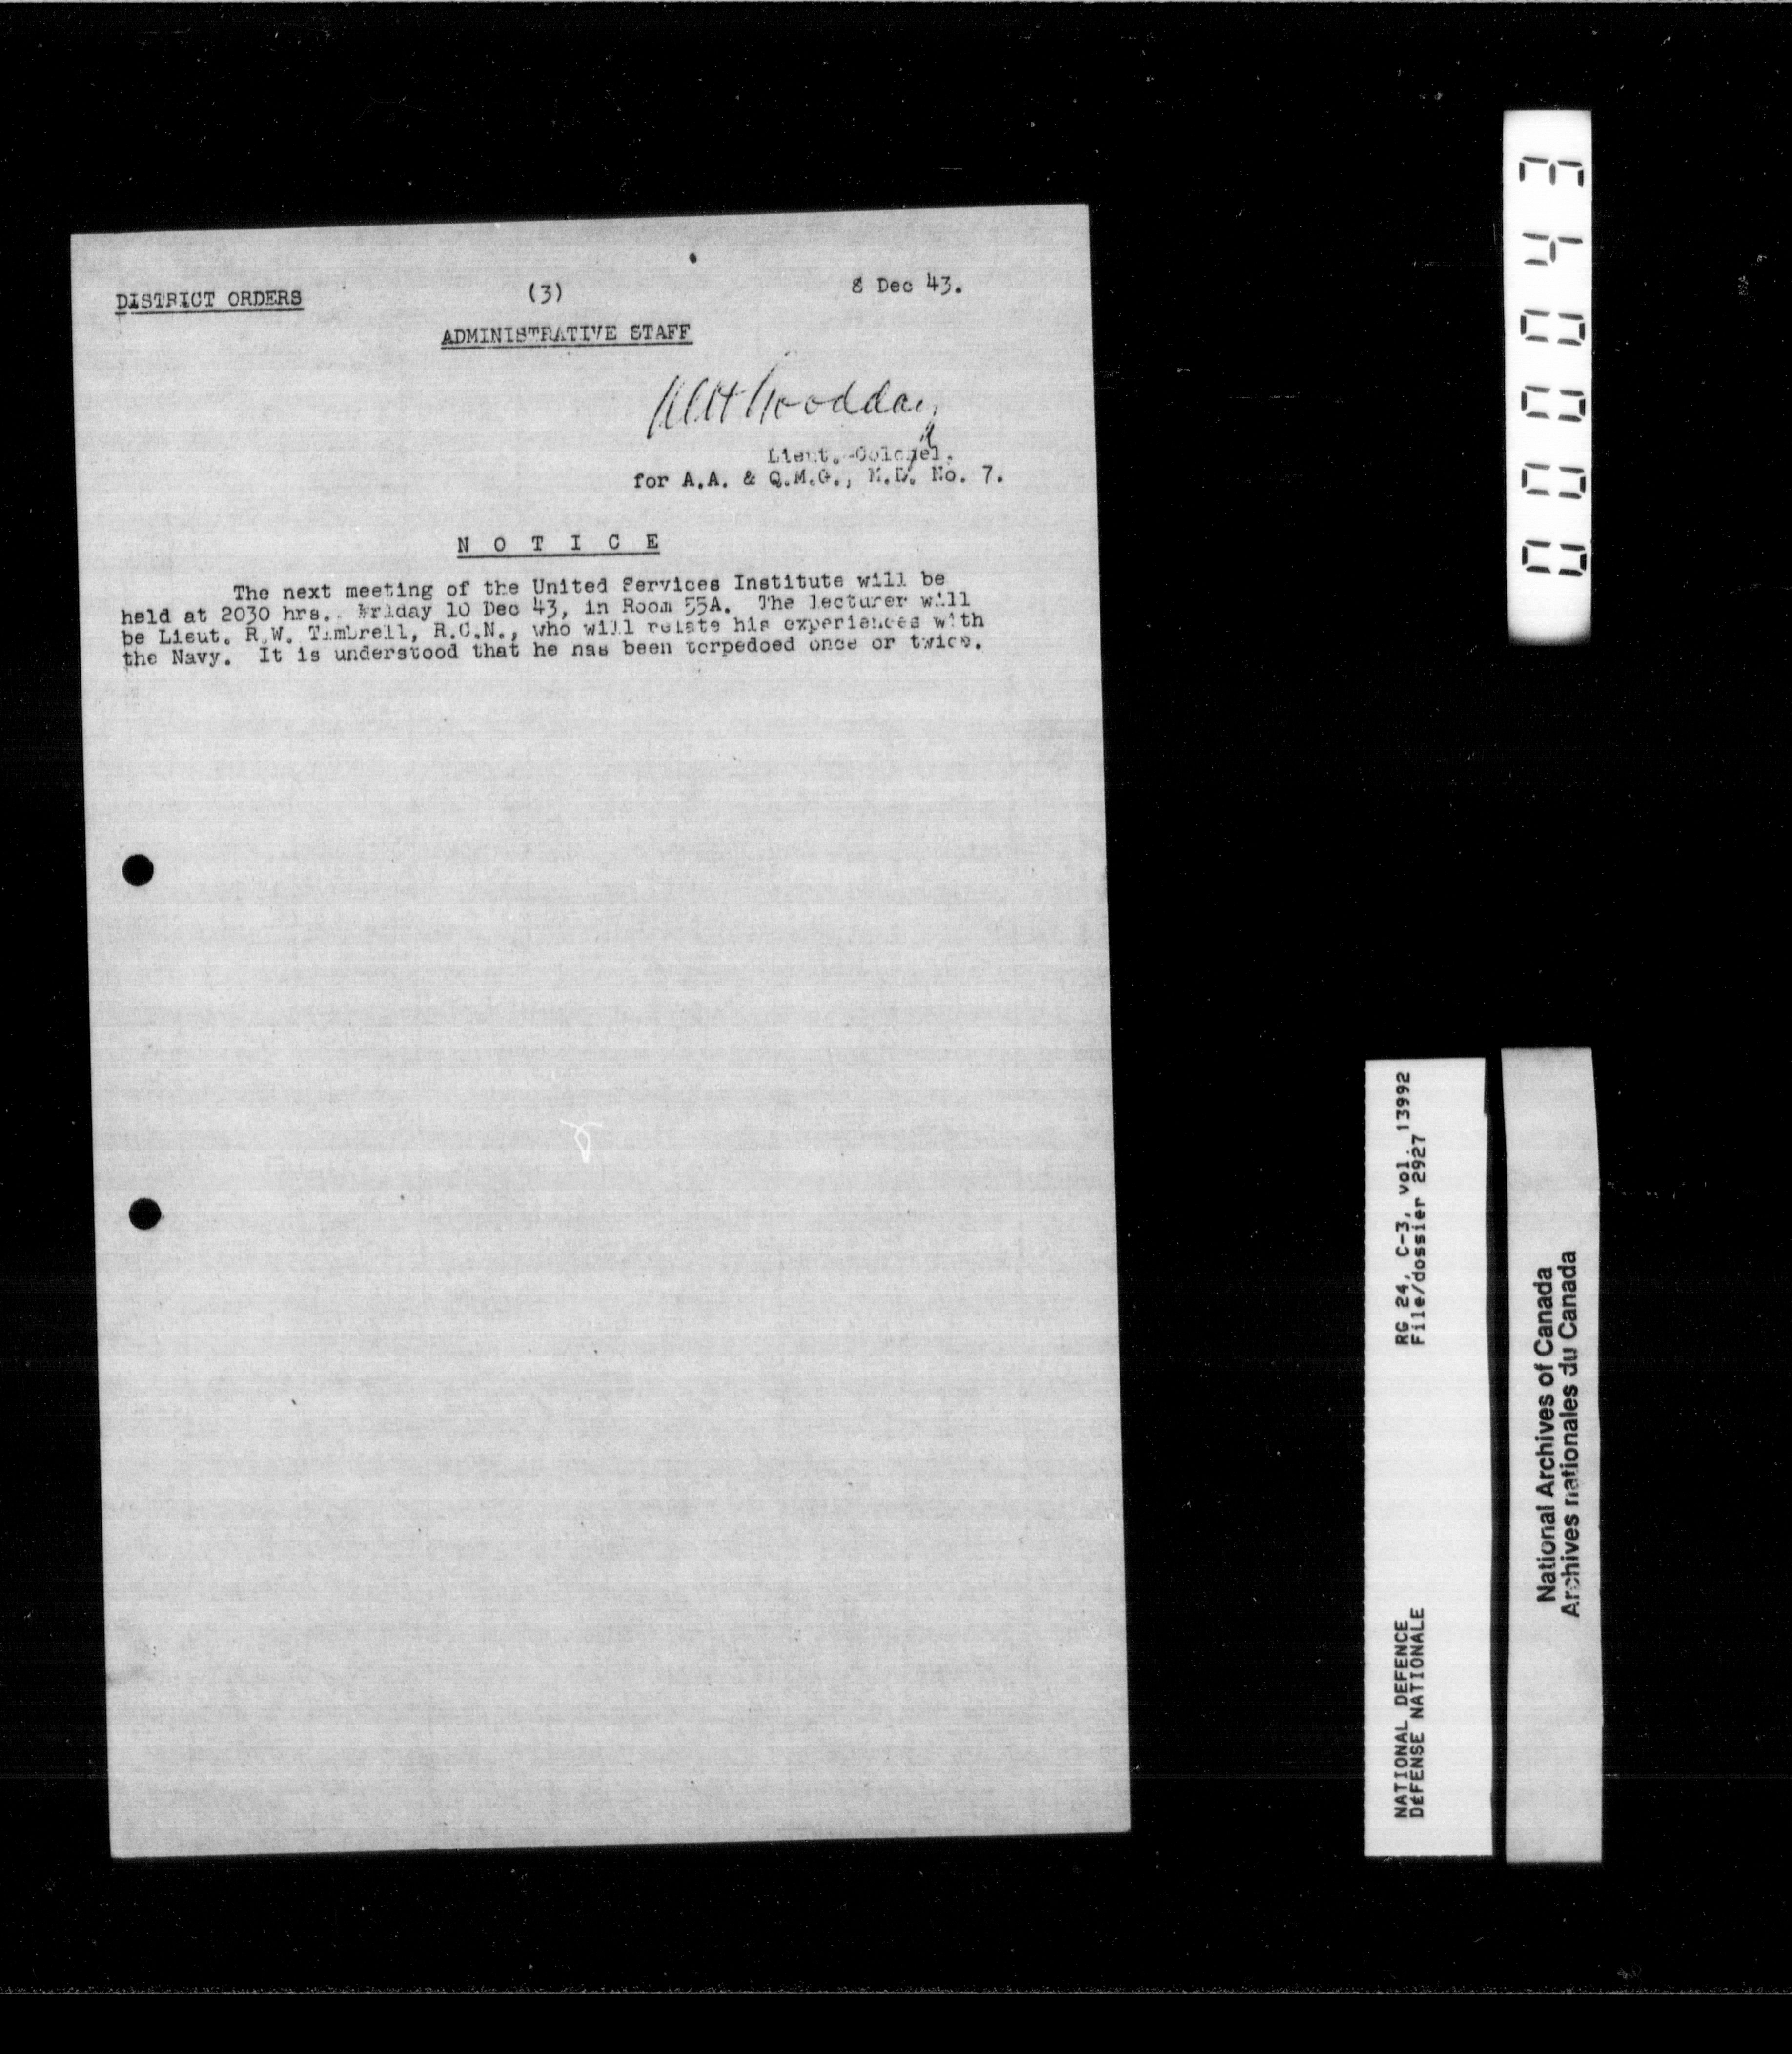 DISTRICT ORDERS (3) 8 Dec 43.
ADMINISTRATIVE STAFF
Lieut.-Colonel.
for A.A. & Q.M.G., M.D. No. 7.
N O T I C E
The next meeting of the United Services Institute will be
held at 2030 hrs., Friday 10 Dec 43, in Room 55A. The lecturer will
be Lieut. R.W. Timbrell, R.C.N., who will relate his experiences with
the Navy. It is understood that he has been torpedoed once or twice.
000043
RG 24, C-3, vol. 13992
File/dossier 2927
NATIONAL DEFENCE
DÉFENSE NATIONALE
National Archives of Canada
Archives nationales du Canada